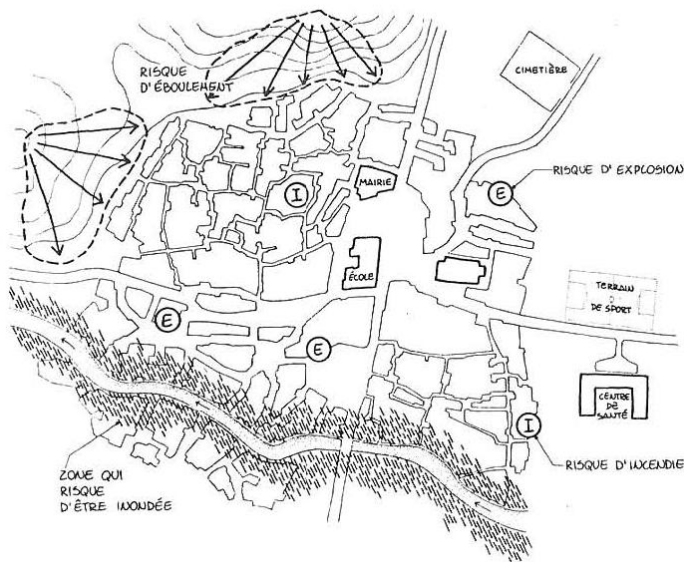 RISQUE
D'ÉBOULEMENT
CIMETIÈRE
I
MAIRIE
E
RISQUE D'EXPLOSION
ÉCOLE
TERRAIN
DE SPORT
E
E
CENTRE
DE
SANTÉ
I
RISQUE D'INCENDIE
ZONE QUI
RISQUE
D'ÊTRE INONDÉE